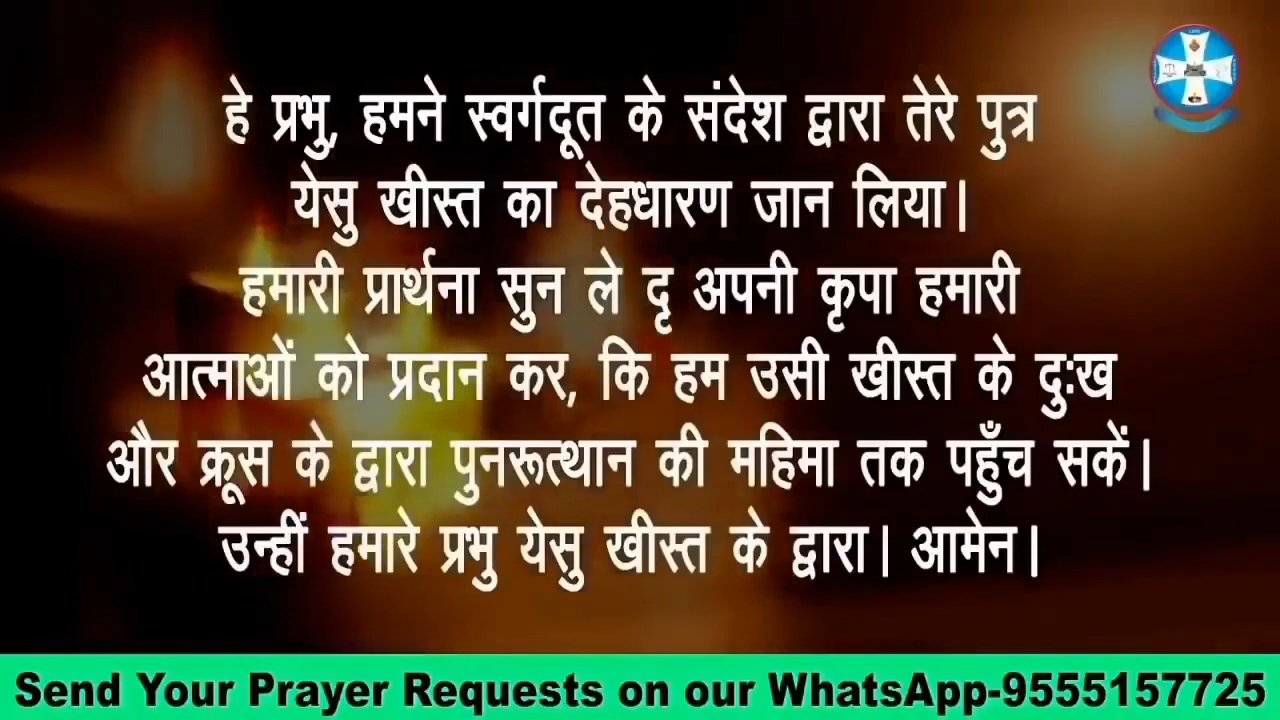 हे प्रभु, हमने स्वर्गदूत के संदेश द्वारा तेरे पुत्र
येसु खीस्त का देहधारण जान लिया।
हमारी प्रार्थना सुन ले दृ अपनी कृपा हमारी
आत्माओं को प्रदान कर, कि हम उसी खीस्त के दुःख
और क्रूस के द्वारा पुनरूत्थान की महिमा तक पहुँच सकें।
उन्हीं हमारे प्रभु येसु खीस्त के द्वारा। आमेन।
Send Your Prayer Requests on our WhatsApp-9555157725